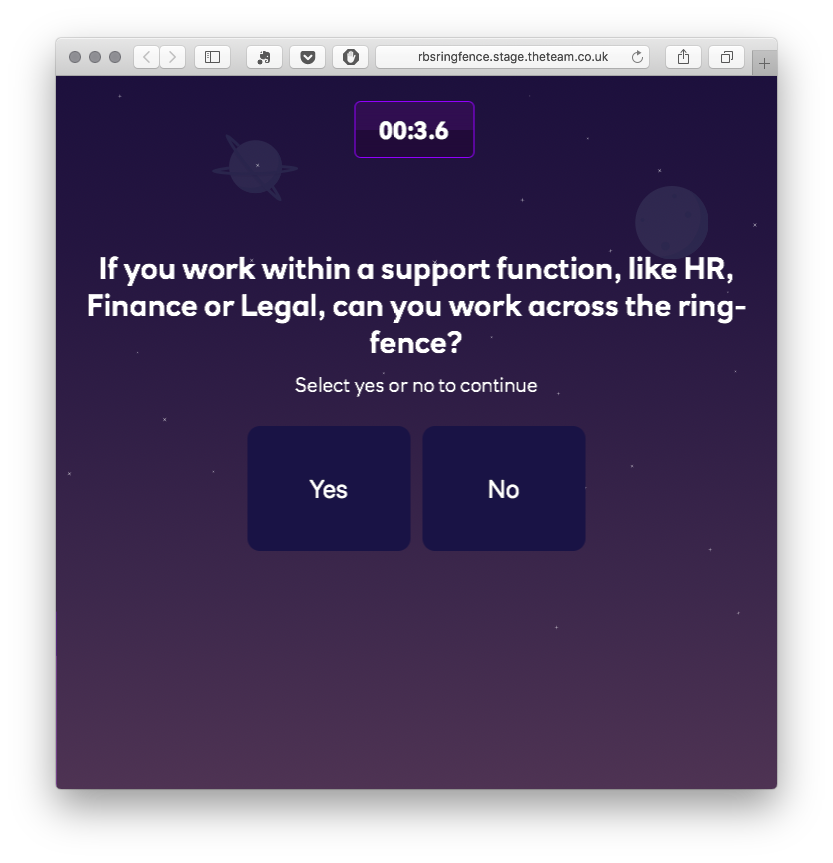 rbsringfence.stage.theteam.co.uk
00:3.6
If you work within a support function, like HR,
Finance or Legal, can you work across the ring-
fence?
Select yes or no to continue
Yes
No